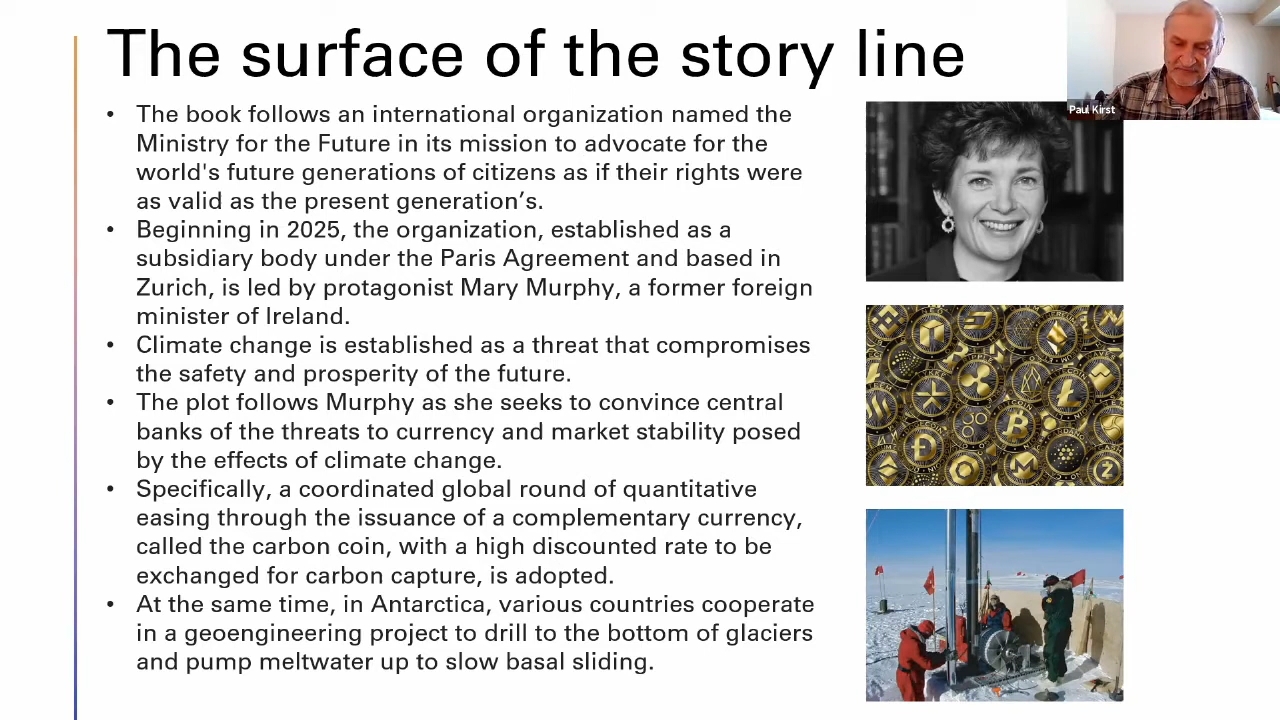 The surface of the story line
• The book follows an international organization named the
Ministry for the Future in its mission to advocate for the
world's future generations of citizens as if their rights were
as valid as the present generation’s.
• Beginning in 2025, the organization, established as a
subsidiary body under the Paris Agreement and based in
Zurich, is led by protagonist Mary Murphy, a former foreign
minister of Ireland.
• Climate change is established as a threat that compromises
the safety and prosperity of the future.
• The plot follows Murphy as she seeks to convince central
banks of the threats to currency and market stability posed
by the effects of climate change.
• Specifically, a coordinated global round of quantitative
easing through the issuance of a complementary currency,
called the carbon coin, with a high discounted rate to be
exchanged for carbon capture, is adopted.
• At the same time, in Antarctica, various countries cooperate
in a geoengineering project to drill to the bottom of glaciers
and pump meltwater up to slow basal sliding.
Paul Kirst